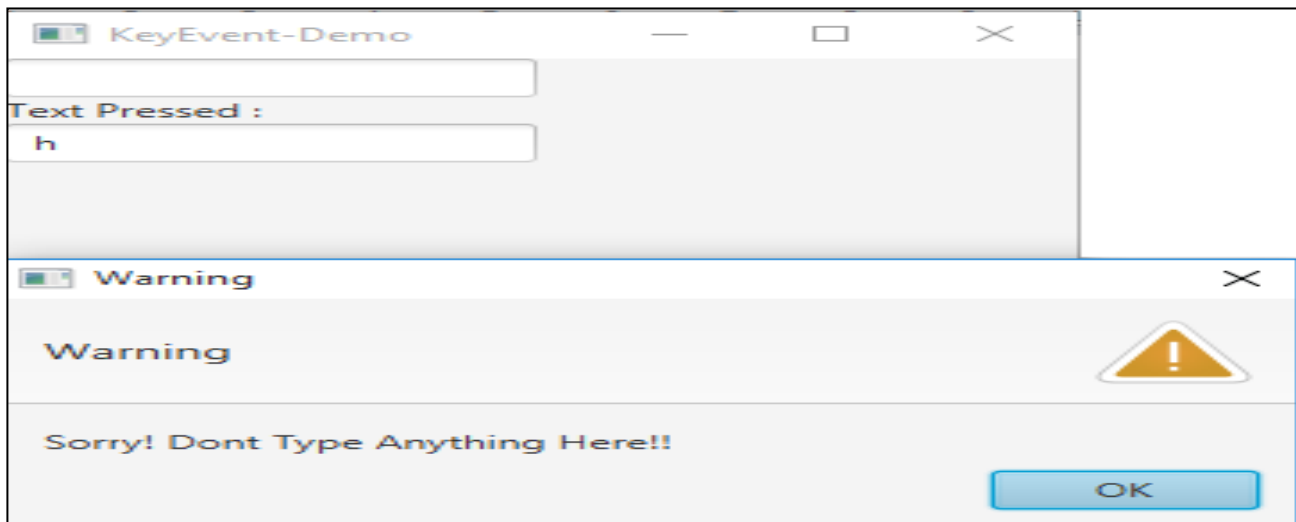 KeyEvent-Demo
Text Pressed :
h
Warning
Warning
Sorry! Dont Type Anything Here!!
OK